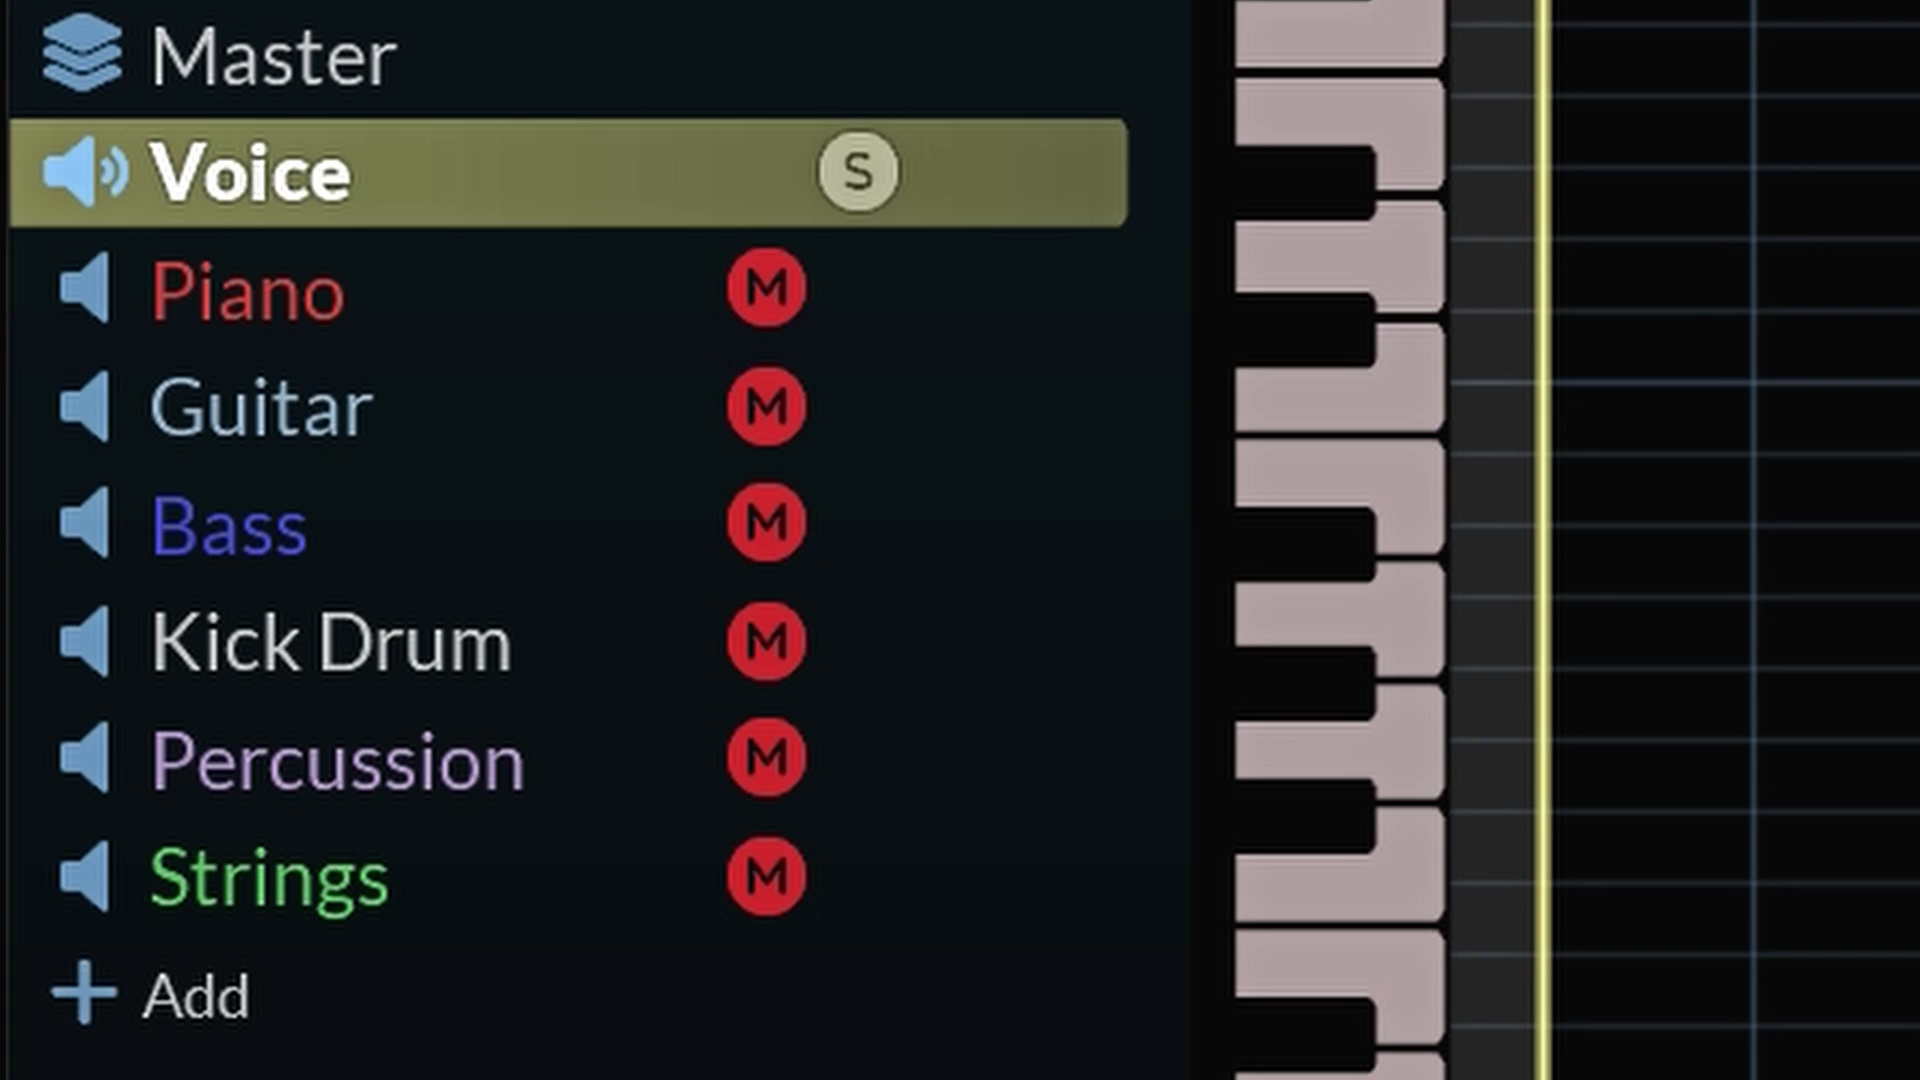 Master
Voice S
Piano M
Guitar M
Bass M
Kick Drum M
Percussion M
Strings M
Add